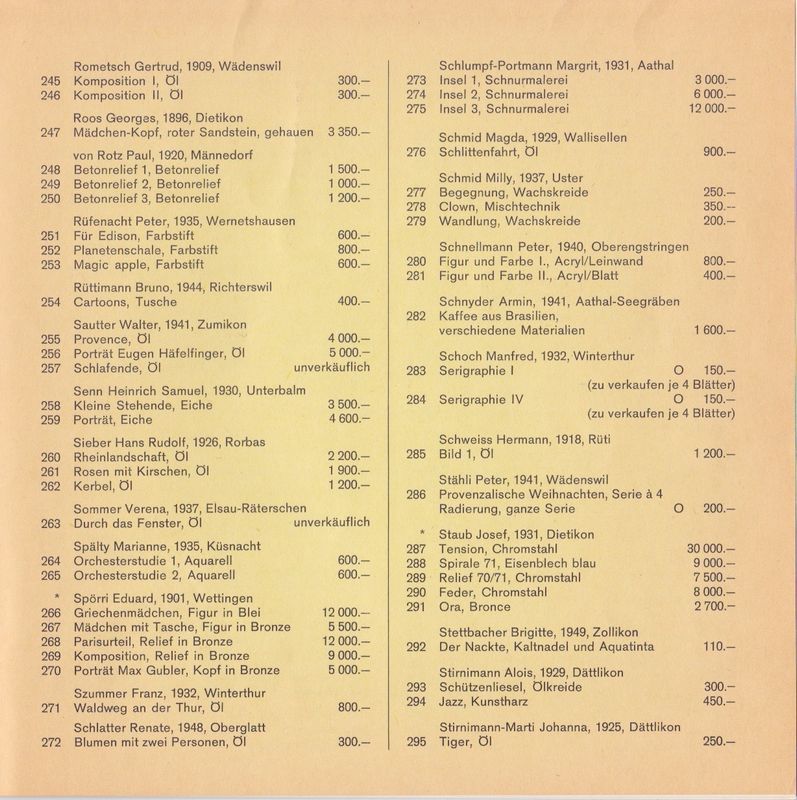 Rometsch Gertrud, 1909, Wädenswil
245 Komposition I, Öl 300.—
246 Komposition II, Öl 300.—
Roos Georges, 1896, Dietikon
247 Mädchen-Kopf, roter Sandstein, gehauen 3 350.—
von Rotz Paul, 1920, Männedorf
248 Betonrelief 1, Betonrelief 1 500.—
249 Betonrelief 2, Betonrelief 1 000.—
250 Betonrelief 3, Betonrelief 1 200.—
Rüfenacht Peter, 1935, Wernetshausen
251 Für Edison, Farbstift 600.—
252 Planetenschale, Farbstift 800.—
253 Magic apple, Farbstift 600.—
Rüttimann Bruno, 1944, Richterswil
254 Cartoons, Tusche 400.—
Sautter Walter, 1941, Zumikon
255 Provence, Öl 4 000.—
256 Porträt Eugen Häfelfinger, Öl 5 000.—
257 Schlafende, Öl unverkäuflich
Senn Heinrich Samuel, 1930, Unterbalm
258 Kleine Stehende, Eiche 3 500.—
259 Porträt, Eiche 4 600.—
Sieber Hans Rudolf, 1926, Rorbas
260 Rheinlandschaft, Öl 2 200.—
261 Rosen mit Kirschen, Öl 1 900.—
262 Kerbel, Öl 1 200.—
Sommer Verena, 1937, Elsau-Räterschen
263 Durch das Fenster, Öl unverkäuflich
Spälty Marianne, 1935, Küsnacht
264 Orchesterstudie 1, Aquarell 600.—
265 Orchesterstudie 2, Aquarell 600.—
* Spörri Eduard, 1901, Wettingen
266 Griechenmädchen, Figur in Blei 12 000.—
267 Mädchen mit Tasche, Figur in Bronze 5 500.—
268 Parisurteil, Relief in Bronze 12 000.—
269 Komposition, Relief in Bronze 9 000.—
270 Porträt Max Gubler, Kopf in Bronze 5 000.—
Szummer Franz, 1932, Winterthur
271 Waldweg an der Thur, Öl 800.—
Schlatter Renate, 1948, Oberglatt
272 Blumen mit zwei Personen, Öl 300.—
Schlumpf-Portmann Margrit, 1931, Aathal
273 Insel 1, Schnurmalerei 3 000.—
274 Insel 2, Schnurmalerei 6 000.—
275 Insel 3, Schnurmalerei 12 000.—
Schmid Magda, 1929, Wallisellen
276 Schlittenfahrt, Öl 900.—
Schmid Milly, 1937, Uster
277 Begegnung, Wachskreide 250.—
278 Clown, Mischtechnik 350.—
279 Wandlung, Wachskreide 200.—
Schnellmann Peter, 1940, Oberengstringen
280 Figur und Farbe I., Acryl/Leinwand 800.—
281 Figur und Farbe II., Acryl/Blatt 400.—
Schnyder Armin, 1941, Aathal-Seegräben
282 Kaffee aus Brasilien,
verschiedene Materialien 1 600.—
Schoch Manfred, 1932, Winterthur
283 Serigraphie I O 150.—
(zu verkaufen je 4 Blätter)
284 Serigraphie IV O 150.—
(zu verkaufen je 4 Blätter)
Schweiss Hermann, 1918, Rüti
285 Bild 1, Öl 1 200.—
Stähli Peter, 1941, Wädenswil
286 Provenzalische Weihnachten, Serie à 4
Radierung, ganze Serie O 200.—
* Staub Josef, 1931, Dietikon
287 Tension, Chromstahl 30 000.—
288 Spirale 71, Eisenblech blau 9 000.—
289 Relief 70/71, Chromstahl 7 500.—
290 Feder, Chromstahl 8 000.—
291 Ora, Bronce 2 700.—
Stettbacher Brigitte, 1949, Zollikon
292 Der Nackte, Kaltnadel und Aquatinta 110.—
Stirnimann Alois, 1929, Dättlikon
293 Schützenliesel, Ölkreide 300.—
294 Jazz, Kunstharz 450.—
Stirnimann-Marti Johanna, 1925, Dättlikon
295 Tiger, Öl 250.—